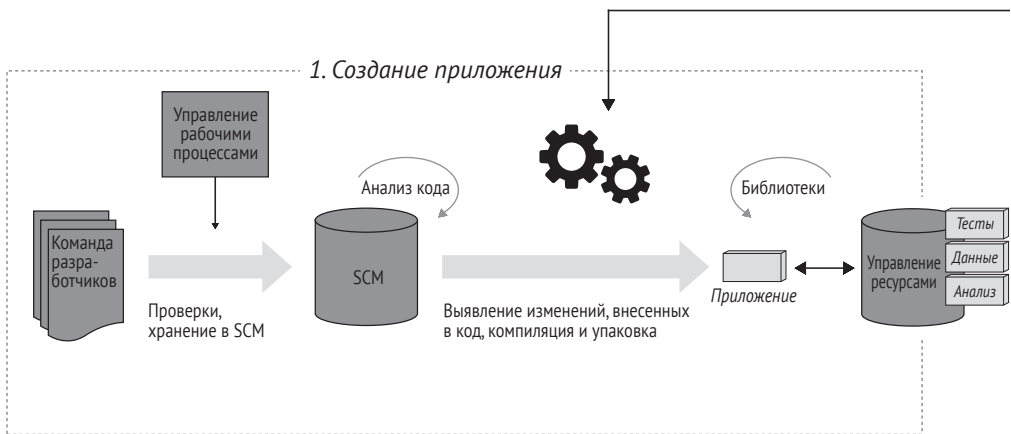 1. Создание приложения
Управление
рабочими
процессами
Анализ кода
Библиотеки
Команда
разра-
ботчиков
SCM
Приложение
Управление
ресурсами
Тесты
Данные
Анализ
Проверки,
хранение в SCM
Выявление изменений, внесенных
в код, компиляция и упаковка